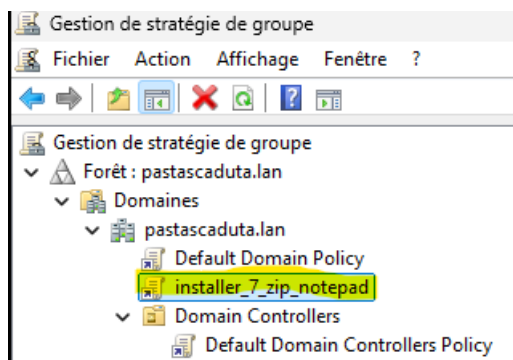 Gestion de stratégie de groupe
Fichier Action Affichage Fenêtre ?
Gestion de stratégie de groupe
Forêt : pastascaduta.lan
Domaines
pastascaduta.lan
Default Domain Policy
installer_7_zip_notepad
Domain Controllers
Default Domain Controllers Policy